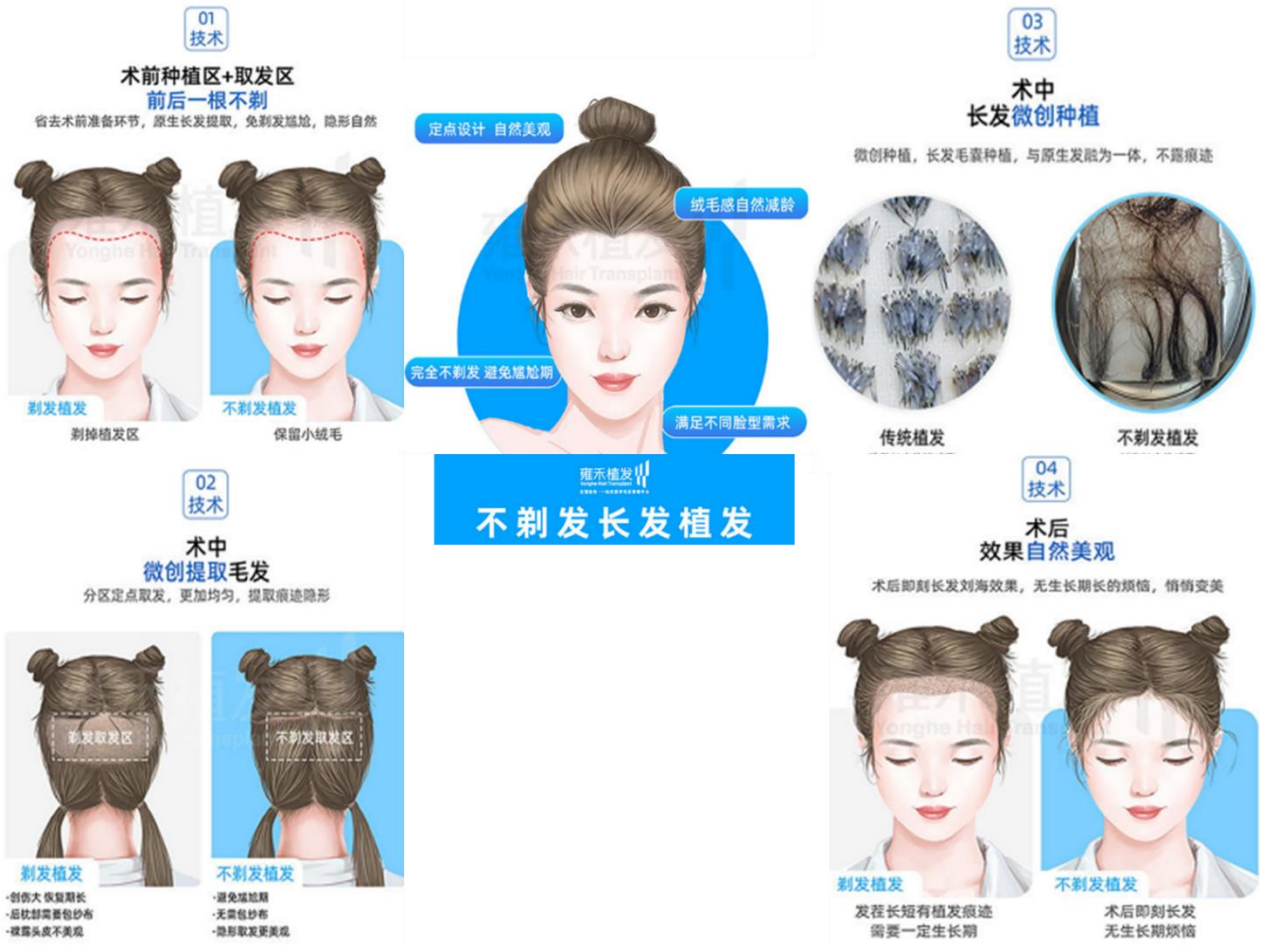 01
技术
术前种植区+取发区
前后一根不剃
省去术前准备环节，原生长发提取，免剃发尴尬，隐形自然
剃发植发
不剃发植发
剃掉植发区
保留小绒毛
02
技术
术中
微创提取毛发
分区定点取发，更加均匀，提取痕迹隐形
剃发取发区
不剃发取发区
剃发植发
不剃发植发
·创伤大 恢复期长
·后枕部需要包纱布
·裸露头皮不美观
·避免尴尬期
·无需包纱布
·隐形取发更美观
定点设计 自然美观
绒毛感自然减龄
完全不剃发 避免尴尬期
满足不同脸型需求
雍禾植发
Yonghe Hair Transplant
不剃发长发植发
03
技术
术中
长发微创种植
微创种植，长发毛囊种植，与原生发融为一体，不露痕迹
传统植发
不剃发植发
04
技术
术后
效果自然美观
术后即刻长发刘海效果，无生长期长的烦恼，悄悄变美
剃发植发
不剃发植发
发茬长短有植发痕迹
需要一定生长期
术后即刻长发
无生长期烦恼